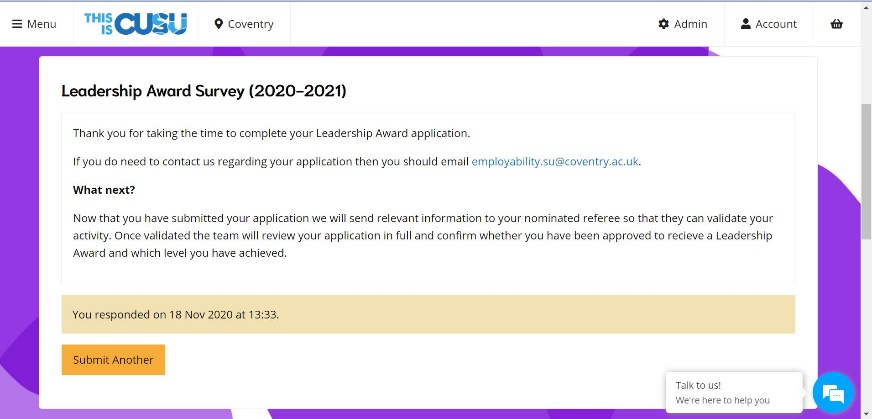 Menu
THIS IS CUSU
Coventry
Admin
Account
Leadership Award Survey (2020-2021)
Thank you for taking the time to complete your Leadership Award application.
If you do need to contact us regarding your application then you should email employability.su@coventry.ac.uk.
What next?
Now that you have submitted your application we will send relevant information to your nominated referee so that they can validate your
activity. Once validated the team will review your application in full and confirm whether you have been approved to recieve a Leadership
Award and which level you have achieved.
You responded on 18 Nov 2020 at 13:33.
Submit Another
Talk to us!
We're here to help you